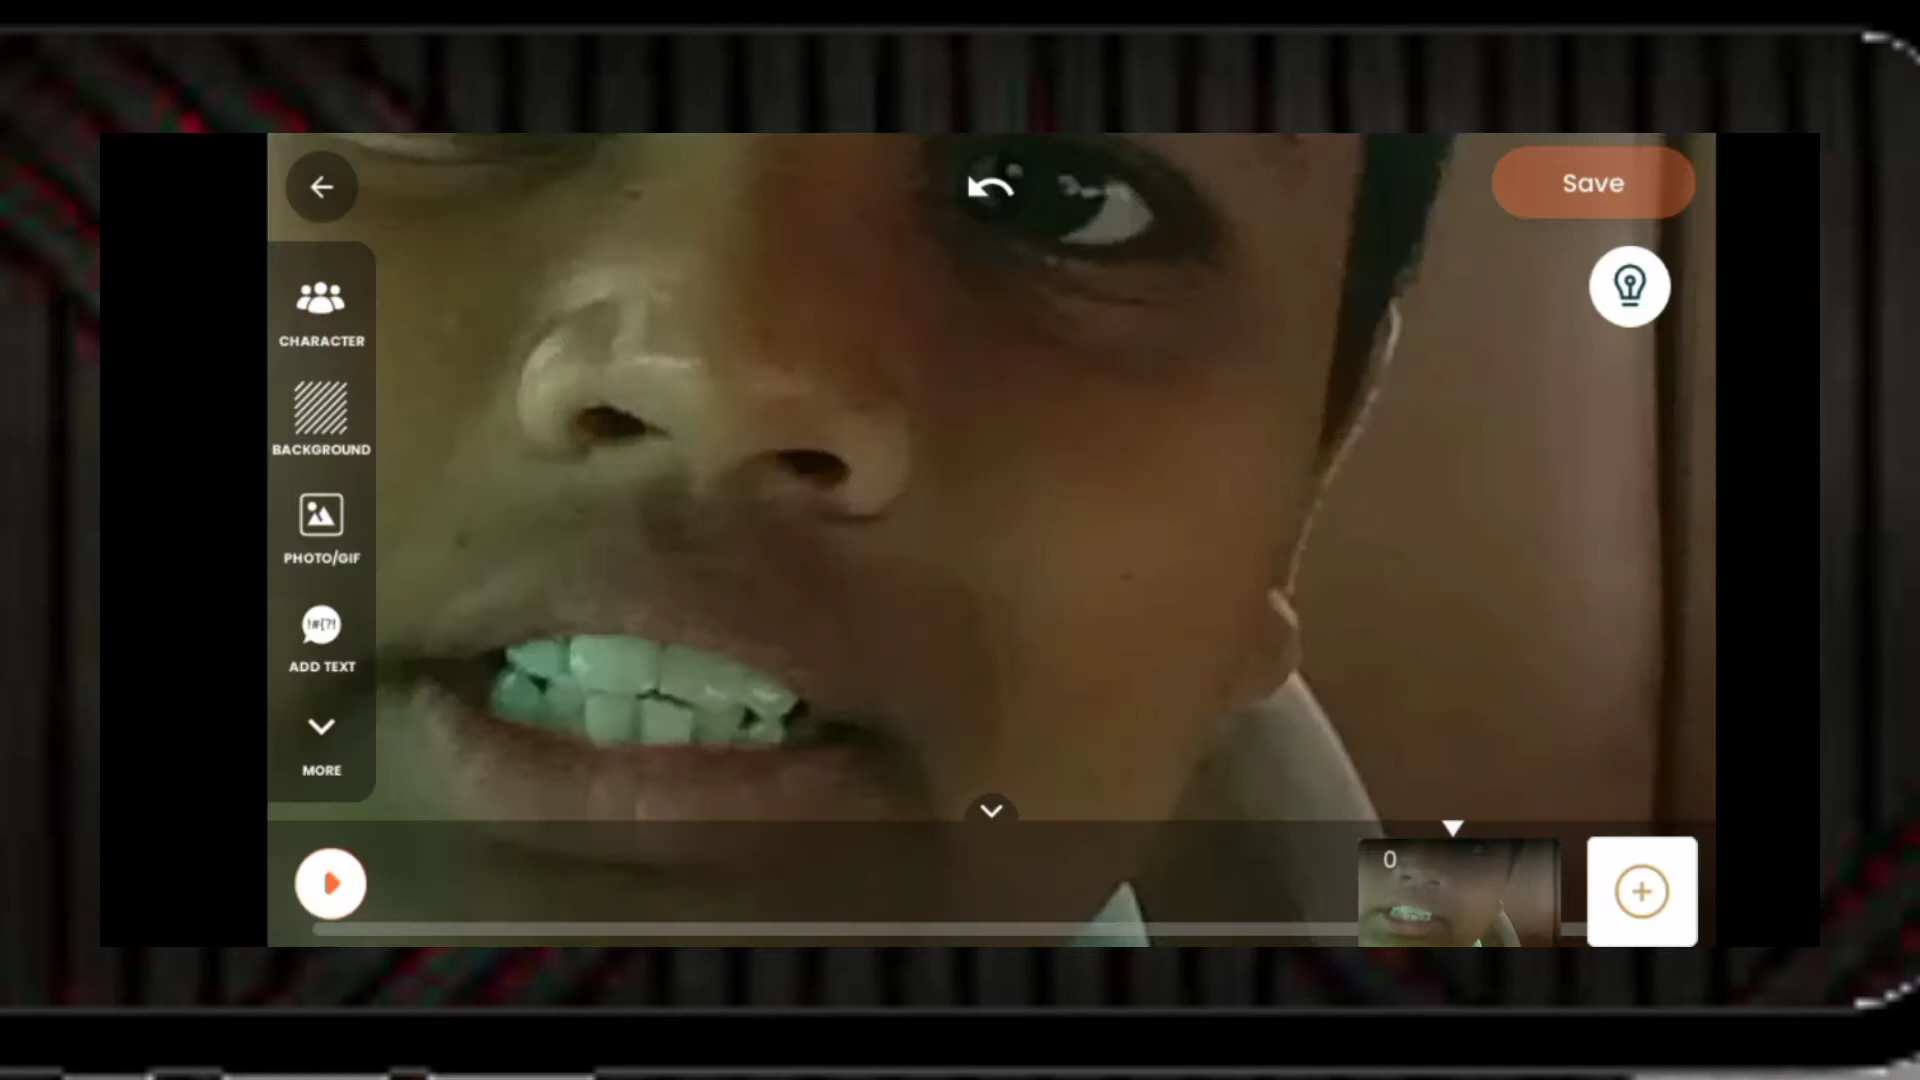 Save
CHARACTER
BACKGROUND
PHOTO/GIF
!#{?!
ADD TEXT
MORE
0